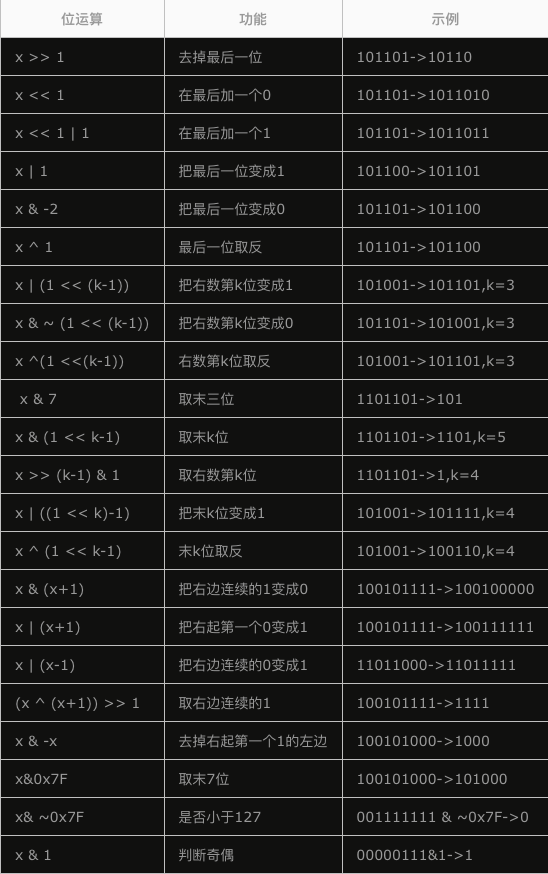 位运算 功能 示例
x >> 1 去掉最后一位 101101->10110
x << 1 在最后加一个0 101101->1011010
x << 1 | 1 在最后加一个1 101101->1011011
x | 1 把最后一位变成1 101100->101101
x & -2 把最后一位变成0 101101->101100
x ^ 1 最后一位取反 101101->101100
x | (1 << (k-1)) 把右数第k位变成1 101001->101101,k=3
x & ~ (1 << (k-1)) 把右数第k位变成0 101101->101001,k=3
x ^(1 <<(k-1)) 右数第k位取反 101001->101101,k=3
x & 7 取末三位 1101101->101
x & (1 << k-1) 取末k位 1101101->1101,k=5
x >> (k-1) & 1 取右数第k位 1101101->1,k=4
x | ((1 << k)-1) 把末k位变成1 101001->101111,k=4
x ^ (1 << k-1) 末k位取反 101001->100110,k=4
x & (x+1) 把右边连续的1变成0 100101111->100100000
x | (x+1) 把右起第一个0变成1 100101111->100111111
x | (x-1) 把右边连续的0变成1 11011000->11011111
(x ^ (x+1)) >> 1 取右边连续的1 100101111->1111
x & -x 去掉右起第一个1的左边 100101000->1000
x&0x7F 取末7位 100101000->101000
x& ~0x7F 是否小于127 001111111 & ~0x7F->0
x & 1 判断奇偶 00000111&1->1